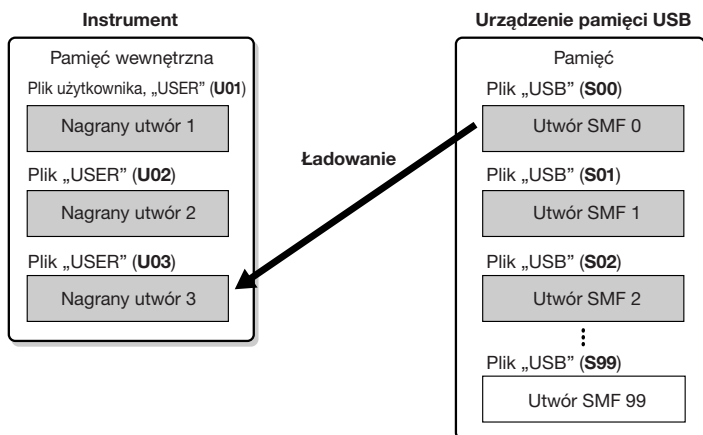 Instrument
Pamięć wewnętrzna
Plik użytkownika, „USER” (U01)
Nagrany utwór 1
Plik „USER” (U02)
Nagrany utwór 2
Plik „USER” (U03)
Nagrany utwór 3
Ładowanie
Urządzenie pamięci USB
Pamięć
Plik „USB” (S00)
Utwór SMF 0
Plik „USB” (S01)
Utwór SMF 1
Plik „USB” (S02)
Utwór SMF 2
Plik „USB” (S99)
Utwór SMF 99